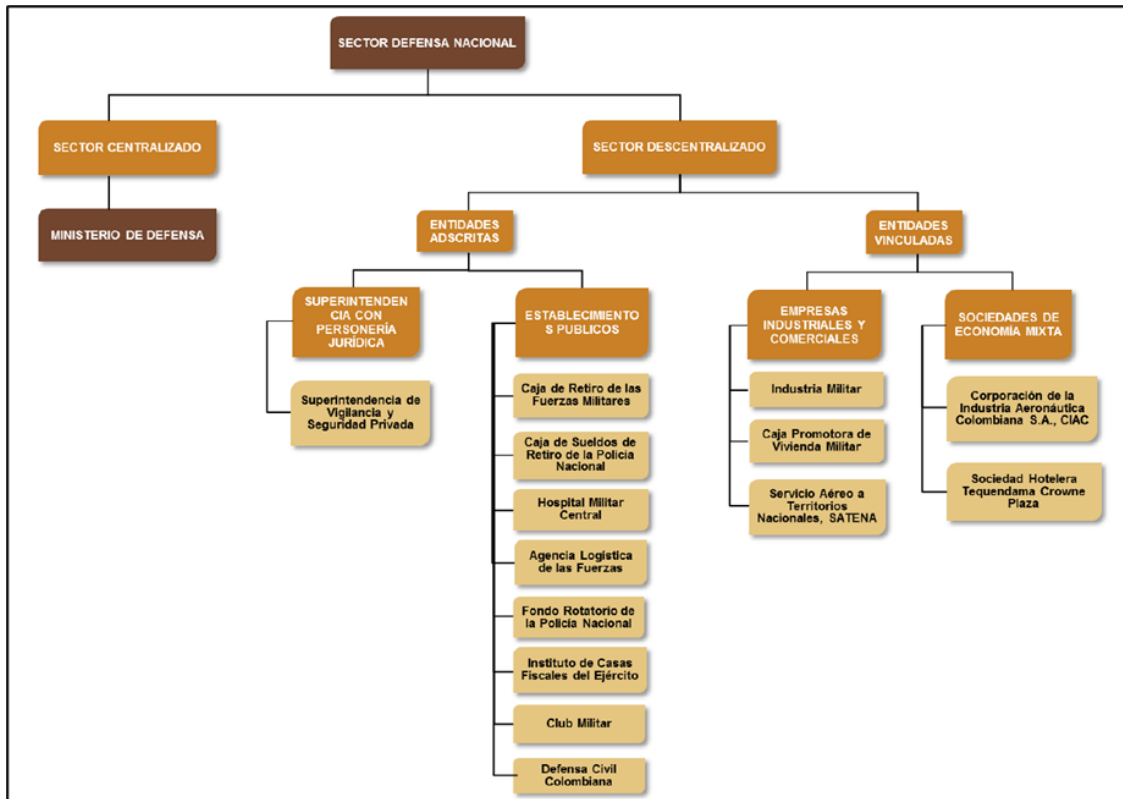 SECTOR DEFENSA NACIONAL
SECTOR CENTRALIZADO
SECTOR DESCENTRALIZADO
MINISTERIO DE DEFENSA
ENTIDADES
ADSCRITAS
ENTIDADES
VINCULADAS
SUPERINTENDEN
CIA CON
PERSONERÍA
JURÍDICA
ESTABLECIMIENTO
S PUBLICOS
EMPRESAS
INDUSTRIALES Y
COMERCIALES
SOCIEDADES DE
ECONOMÍA MIXTA
Superintendencia de
Vigilancia y
Seguridad Privada
Caja de Retiro de las
Fuerzas Militares
Caja de Sueldos de
Retiro de la Policía
Nacional
Hospital Militar
Central
Agencia Logística
de las Fuerzas
Fondo Rotatorio de
la Policía Nacional
Instituto de Casas
Fiscales del Ejército
Club Militar
Defensa Civil
Colombiana
Industria Militar
Caja Promotora de
Vivienda Militar
Servicio Aéreo a
Territorios
Nacionales, SATENA
Corporación de la
Industria Aeronáutica
Colombiana S.A., CIAC
Sociedad Hotelera
Tequendama Crowne
Plaza